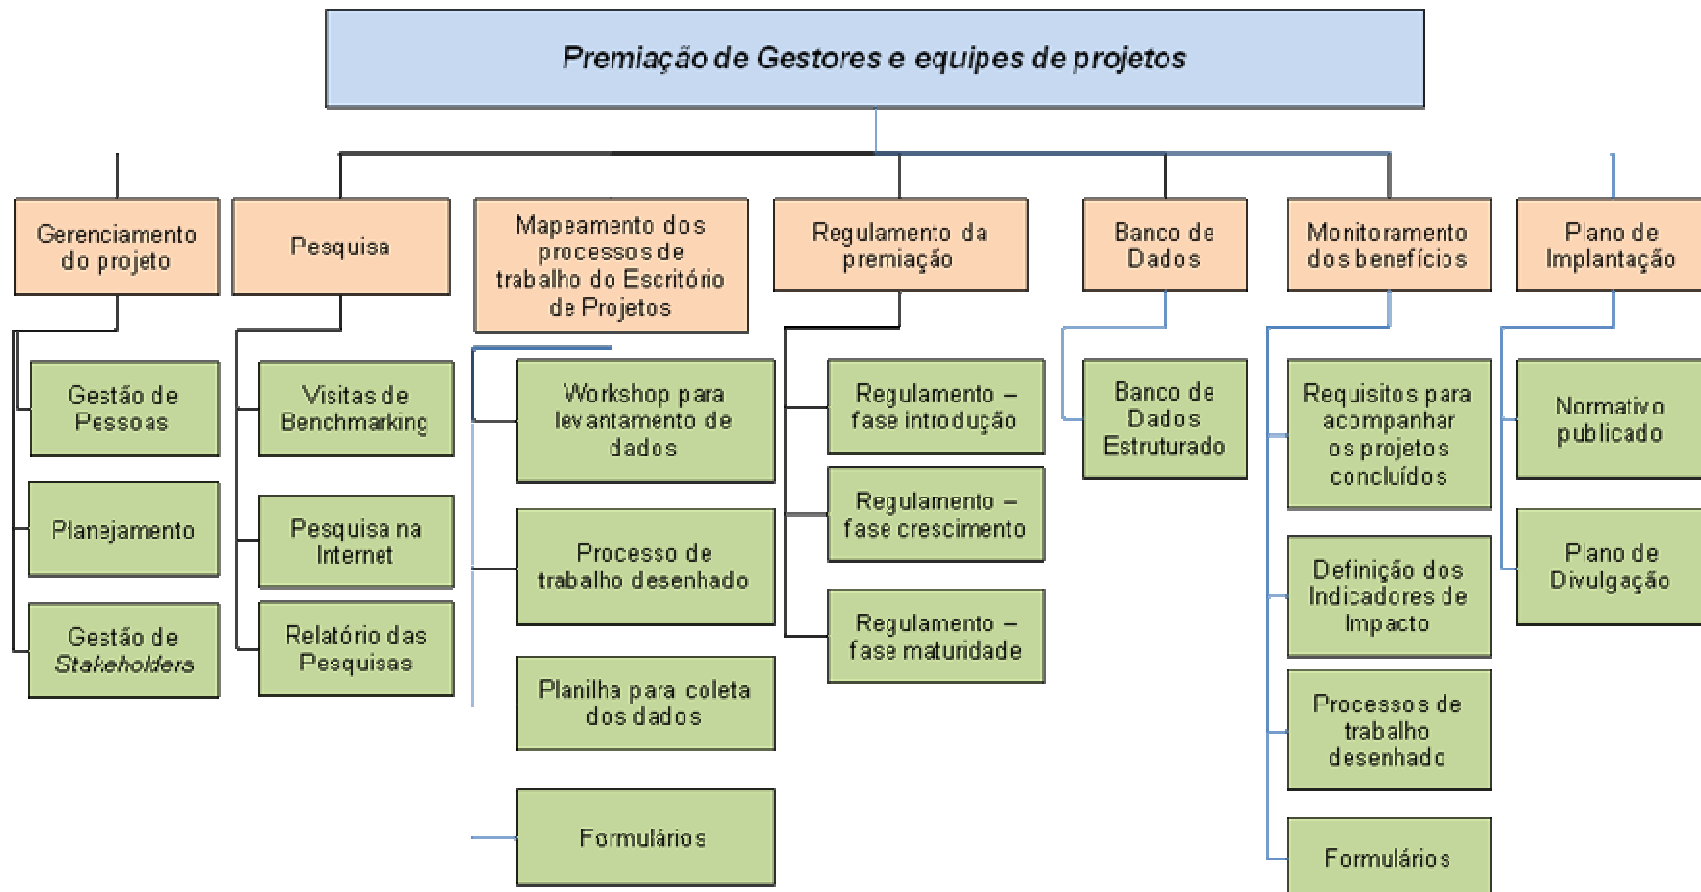 Premiação de Gestores e equipes de projetos
Gerenciamento
do projeto
Pesquisa
Mapeamento dos
processos de
trabalho do Escritório
de Projetos
Regulamento da
premiação
Banco de
Dados
Monitoramento
dos benefícios
Plano de
Implantação
Gestão de
Pessoas
Planejamento
Gestão de
Stakeholders
Visitas de
Benchmarking
Pesquisa na
Internet
Relatório das
Pesquisas
Workshop para
levantamento de
dados
Processo de
trabalho desenhado
Planilha para coleta
dos dados
Formulários
Regulamento –
fase introdução
Regulamento –
fase crescimento
Regulamento –
fase maturidade
Banco de
Dados
Estruturado
Requisitos para
acompanhar
os projetos
concluídos
Definição dos
Indicadores de
Impacto
Processos de
trabalho
desenhado
Formulários
Normativo
publicado
Plano de
Divulgação